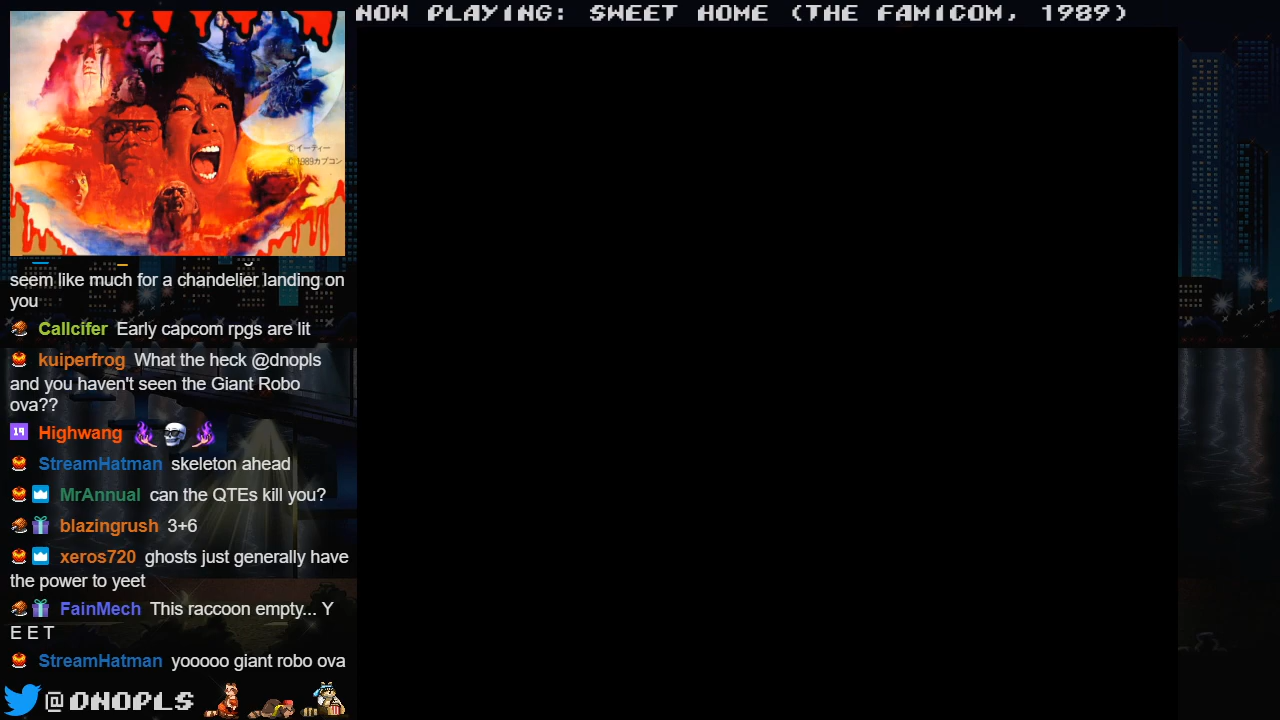 NOW PLAYING: SWEET HOME (THE FAMICOM, 1989)
©イーティー
©1989カプコン
seem like much for a chandelier landing on
you
Callcifer Early capcom rpgs are lit
kuiperfrog What the heck @dnopls
and you haven't seen the Giant Robo
ova??
19 Highwang
StreamHatman skeleton ahead
MrAnnual can the QTEs kill you?
blazingrush 3+6
xeros720 ghosts just generally have
the power to yeet
FainMech This raccoon empty... Y
E E T
StreamHatman yooooo giant robo ova
@DNOPLS